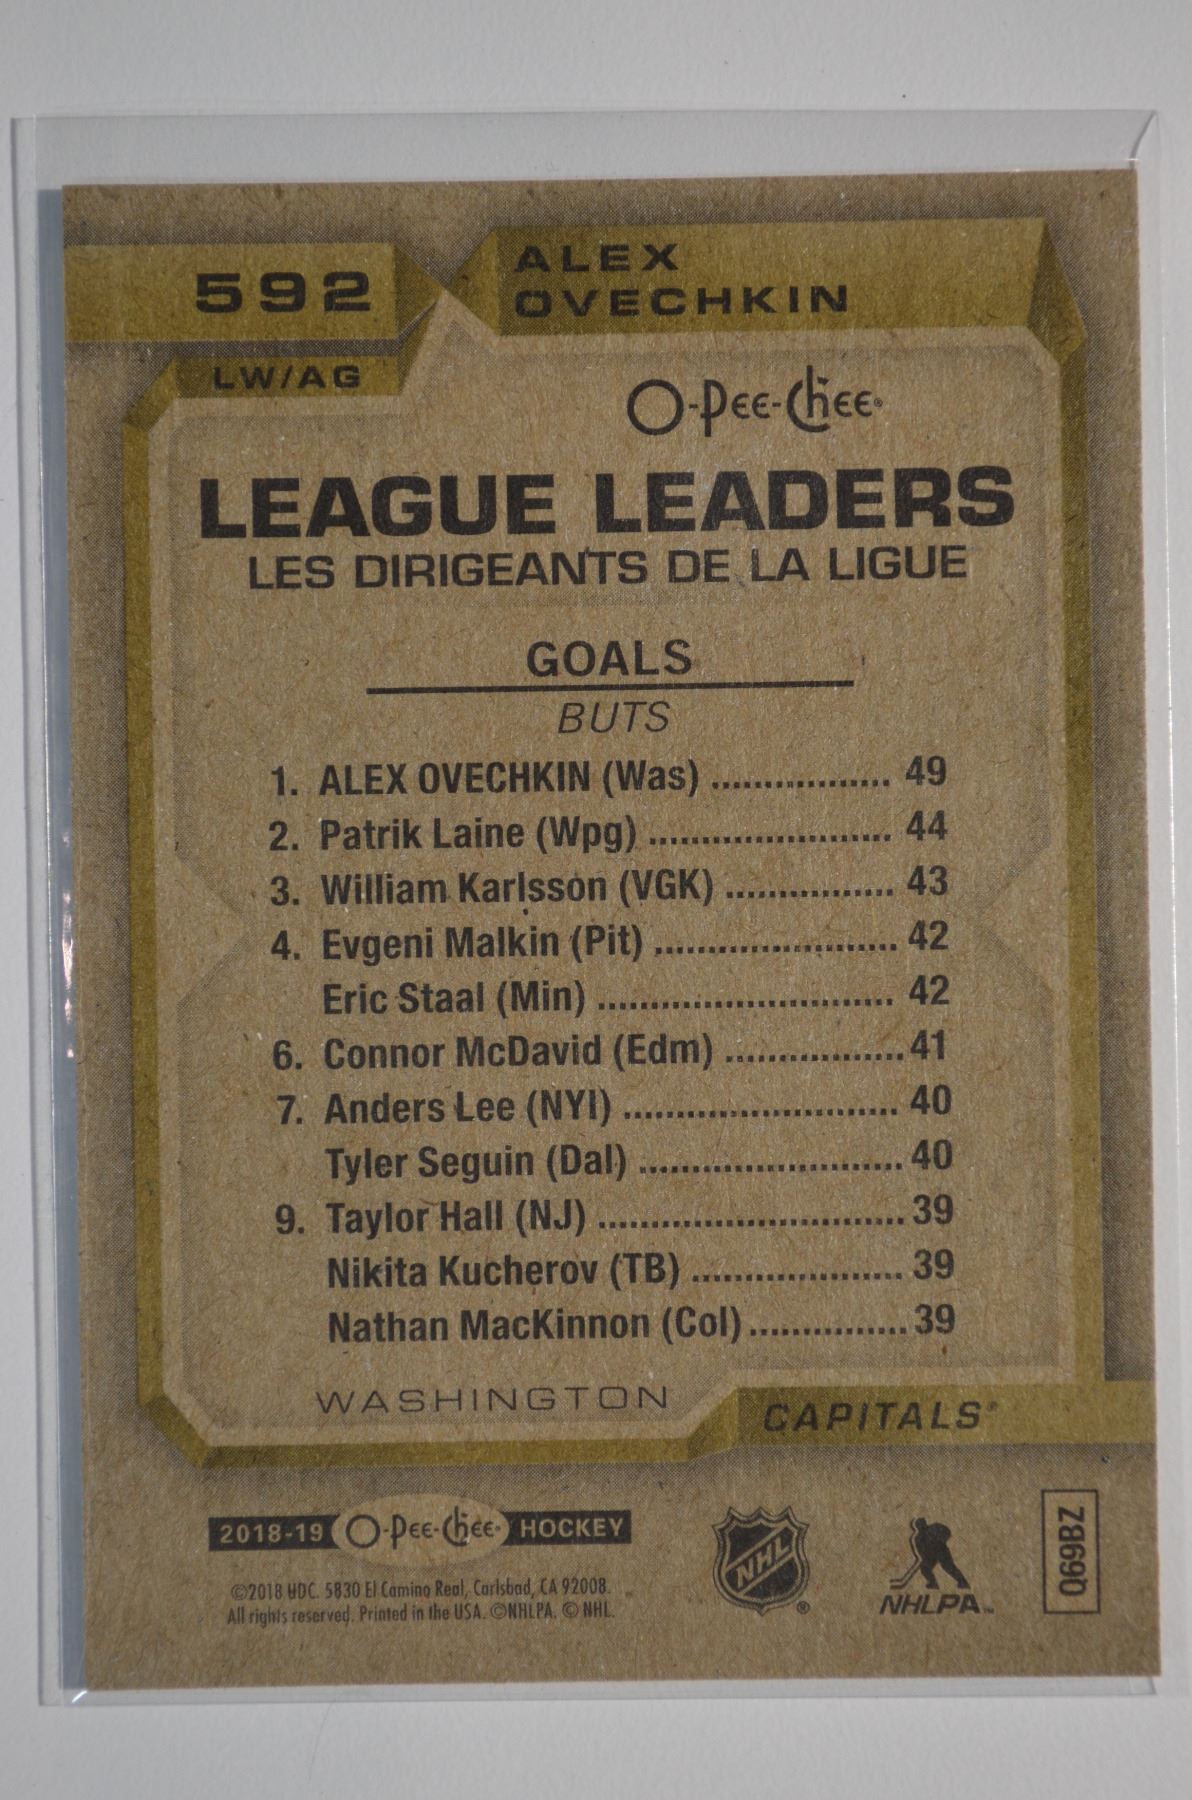 592
ALEX
OVECHKIN
LW/AG
O-Pee-Chee®
LEAGUE LEADERS
LES DIRIGEANTS DE LA LIGUE
GOALS
BUTS
1. ALEX OVECHKIN (Was) ................. 49
2. Patrik Laine (Wpg) ....................... 44
3. William Karlsson (VGK) ................ 43
4. Evgeni Malkin (Pit) ....................... 42
Eric Staal (Min) ............................ 42
6. Connor McDavid (Edm) ................. 41
7. Anders Lee (NYI) .......................... 40
Tyler Seguin (Dal) ......................... 40
9. Taylor Hall (NJ) ............................. 39
Nikita Kucherov (TB) .................... 39
Nathan MacKinnon (Col) ............... 39
WASHINGTON CAPITALS®
2018-19 O-Pee-Chee® HOCKEY
©2018 UDC. 5830 El Camino Real, Carlsbad, CA 92008.
All rights reserved. Printed in the USA. ©NHLPA. © NHL.
NHL ®
NHLPA™
Q69BZ